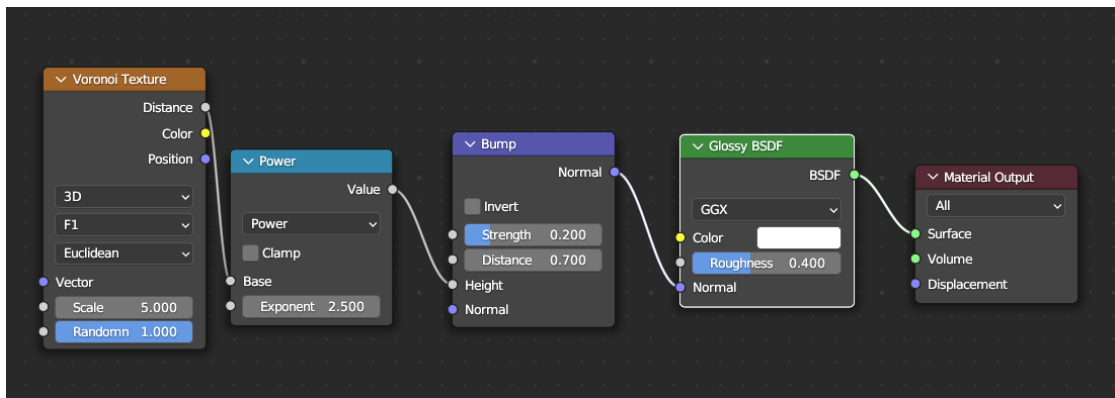 Voronoi Texture
Distance
Color
Position
3D
F1
Euclidean
Vector
Scale 5.000
Randomn 1.000
Power
Value
Power
Clamp
Base
Exponent 2.500
Bump
Normal
Invert
Strength 0.200
Distance 0.700
Height
Normal
Glossy BSDF
BSDF
GGX
Color
Roughness 0.400
Normal
Material Output
All
Surface
Volume
Displacement